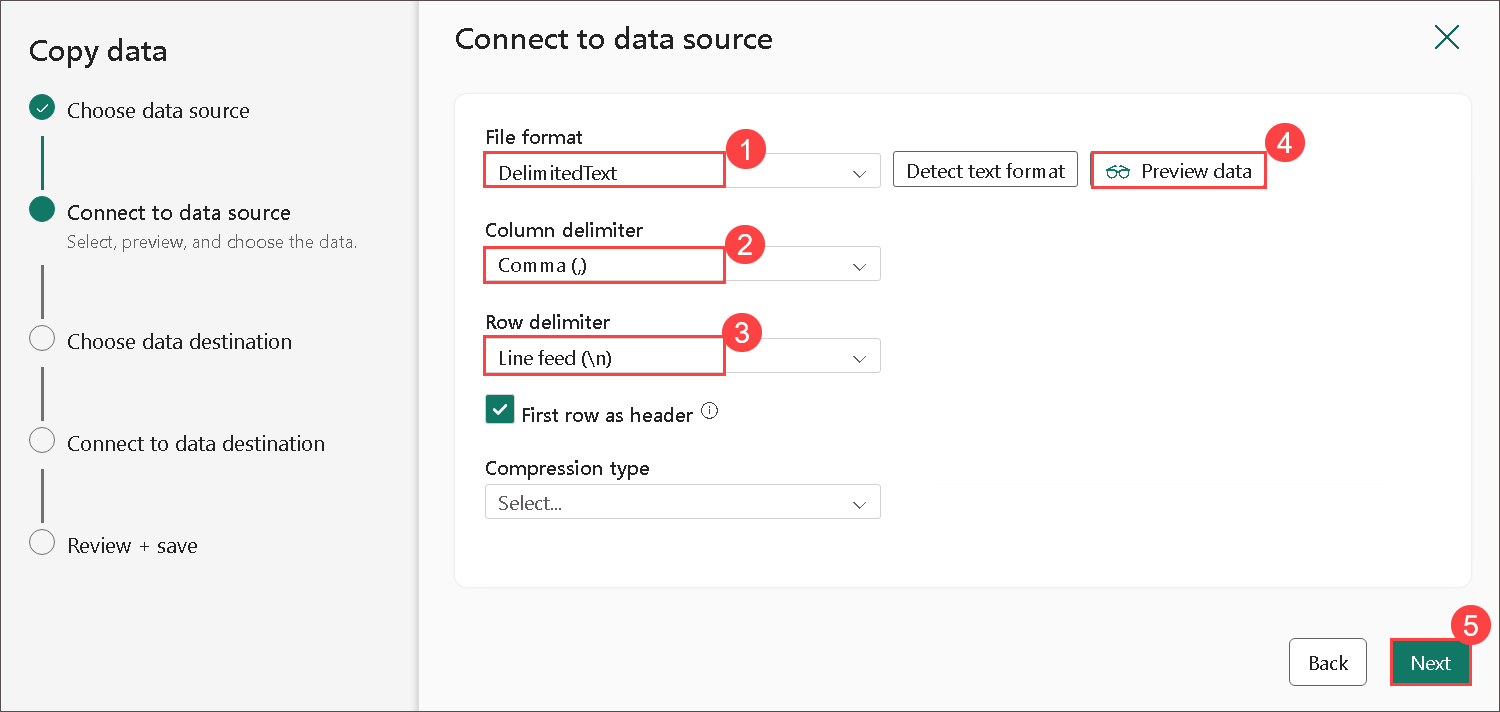 Copy data
Choose data source
Connect to data source
Select, preview, and choose the data.
Choose data destination
Connect to data destination
Review + save
Connect to data source
File format
1
4
DelimitedText
Detect text format
Preview data
Column delimiter
2
Comma (,)
Row delimiter
3
Line feed (\n)
First row as header
Compression type
Select...
5
Back
Next